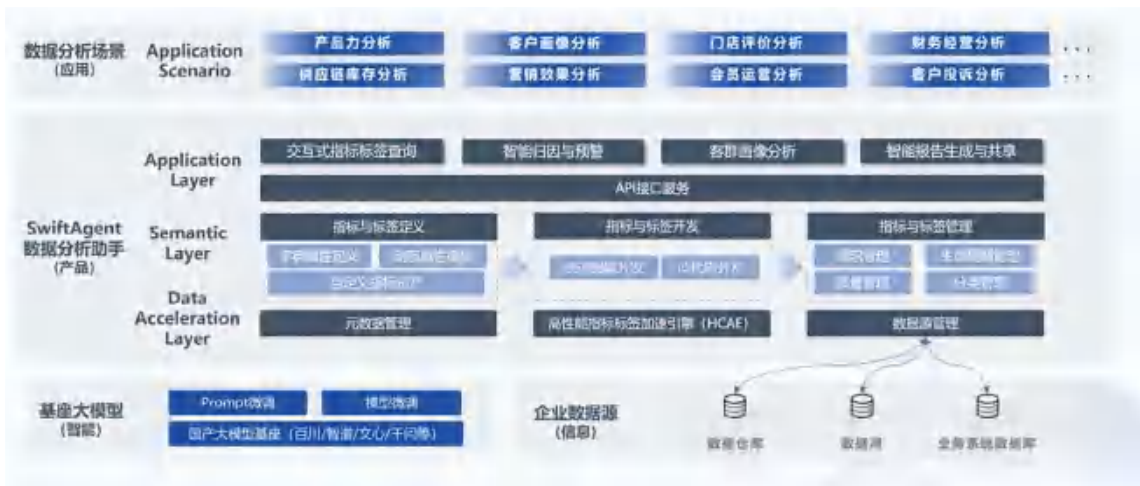 数据分析场景
(应用)
Application
Scenario
产品力分析
客户画像分析
门店评价分析
财务经营分析
...
供应链库存分析
营销效果分析
会员运营分析
客户投诉分析
...
SwiftAgent
数据分析助手
(产品)
Application
Layer
交互式指标标签查询
智能归因与预警
客群画像分析
智能报告生成与共享
API接口服务
Semantic
Layer
指标与标签定义
指标与标签开发
指标与标签管理
Data
Acceleration
Layer
元数据管理
高性能指标标签加速引擎（HCAE）
数据源管理
基座大模型
(智能)
Prompt微调
模型微调
国产大模型基座（百川/智谱/文心/千问等）
企业数据源
(信息)
数据仓库
数据湖
业务系统数据库